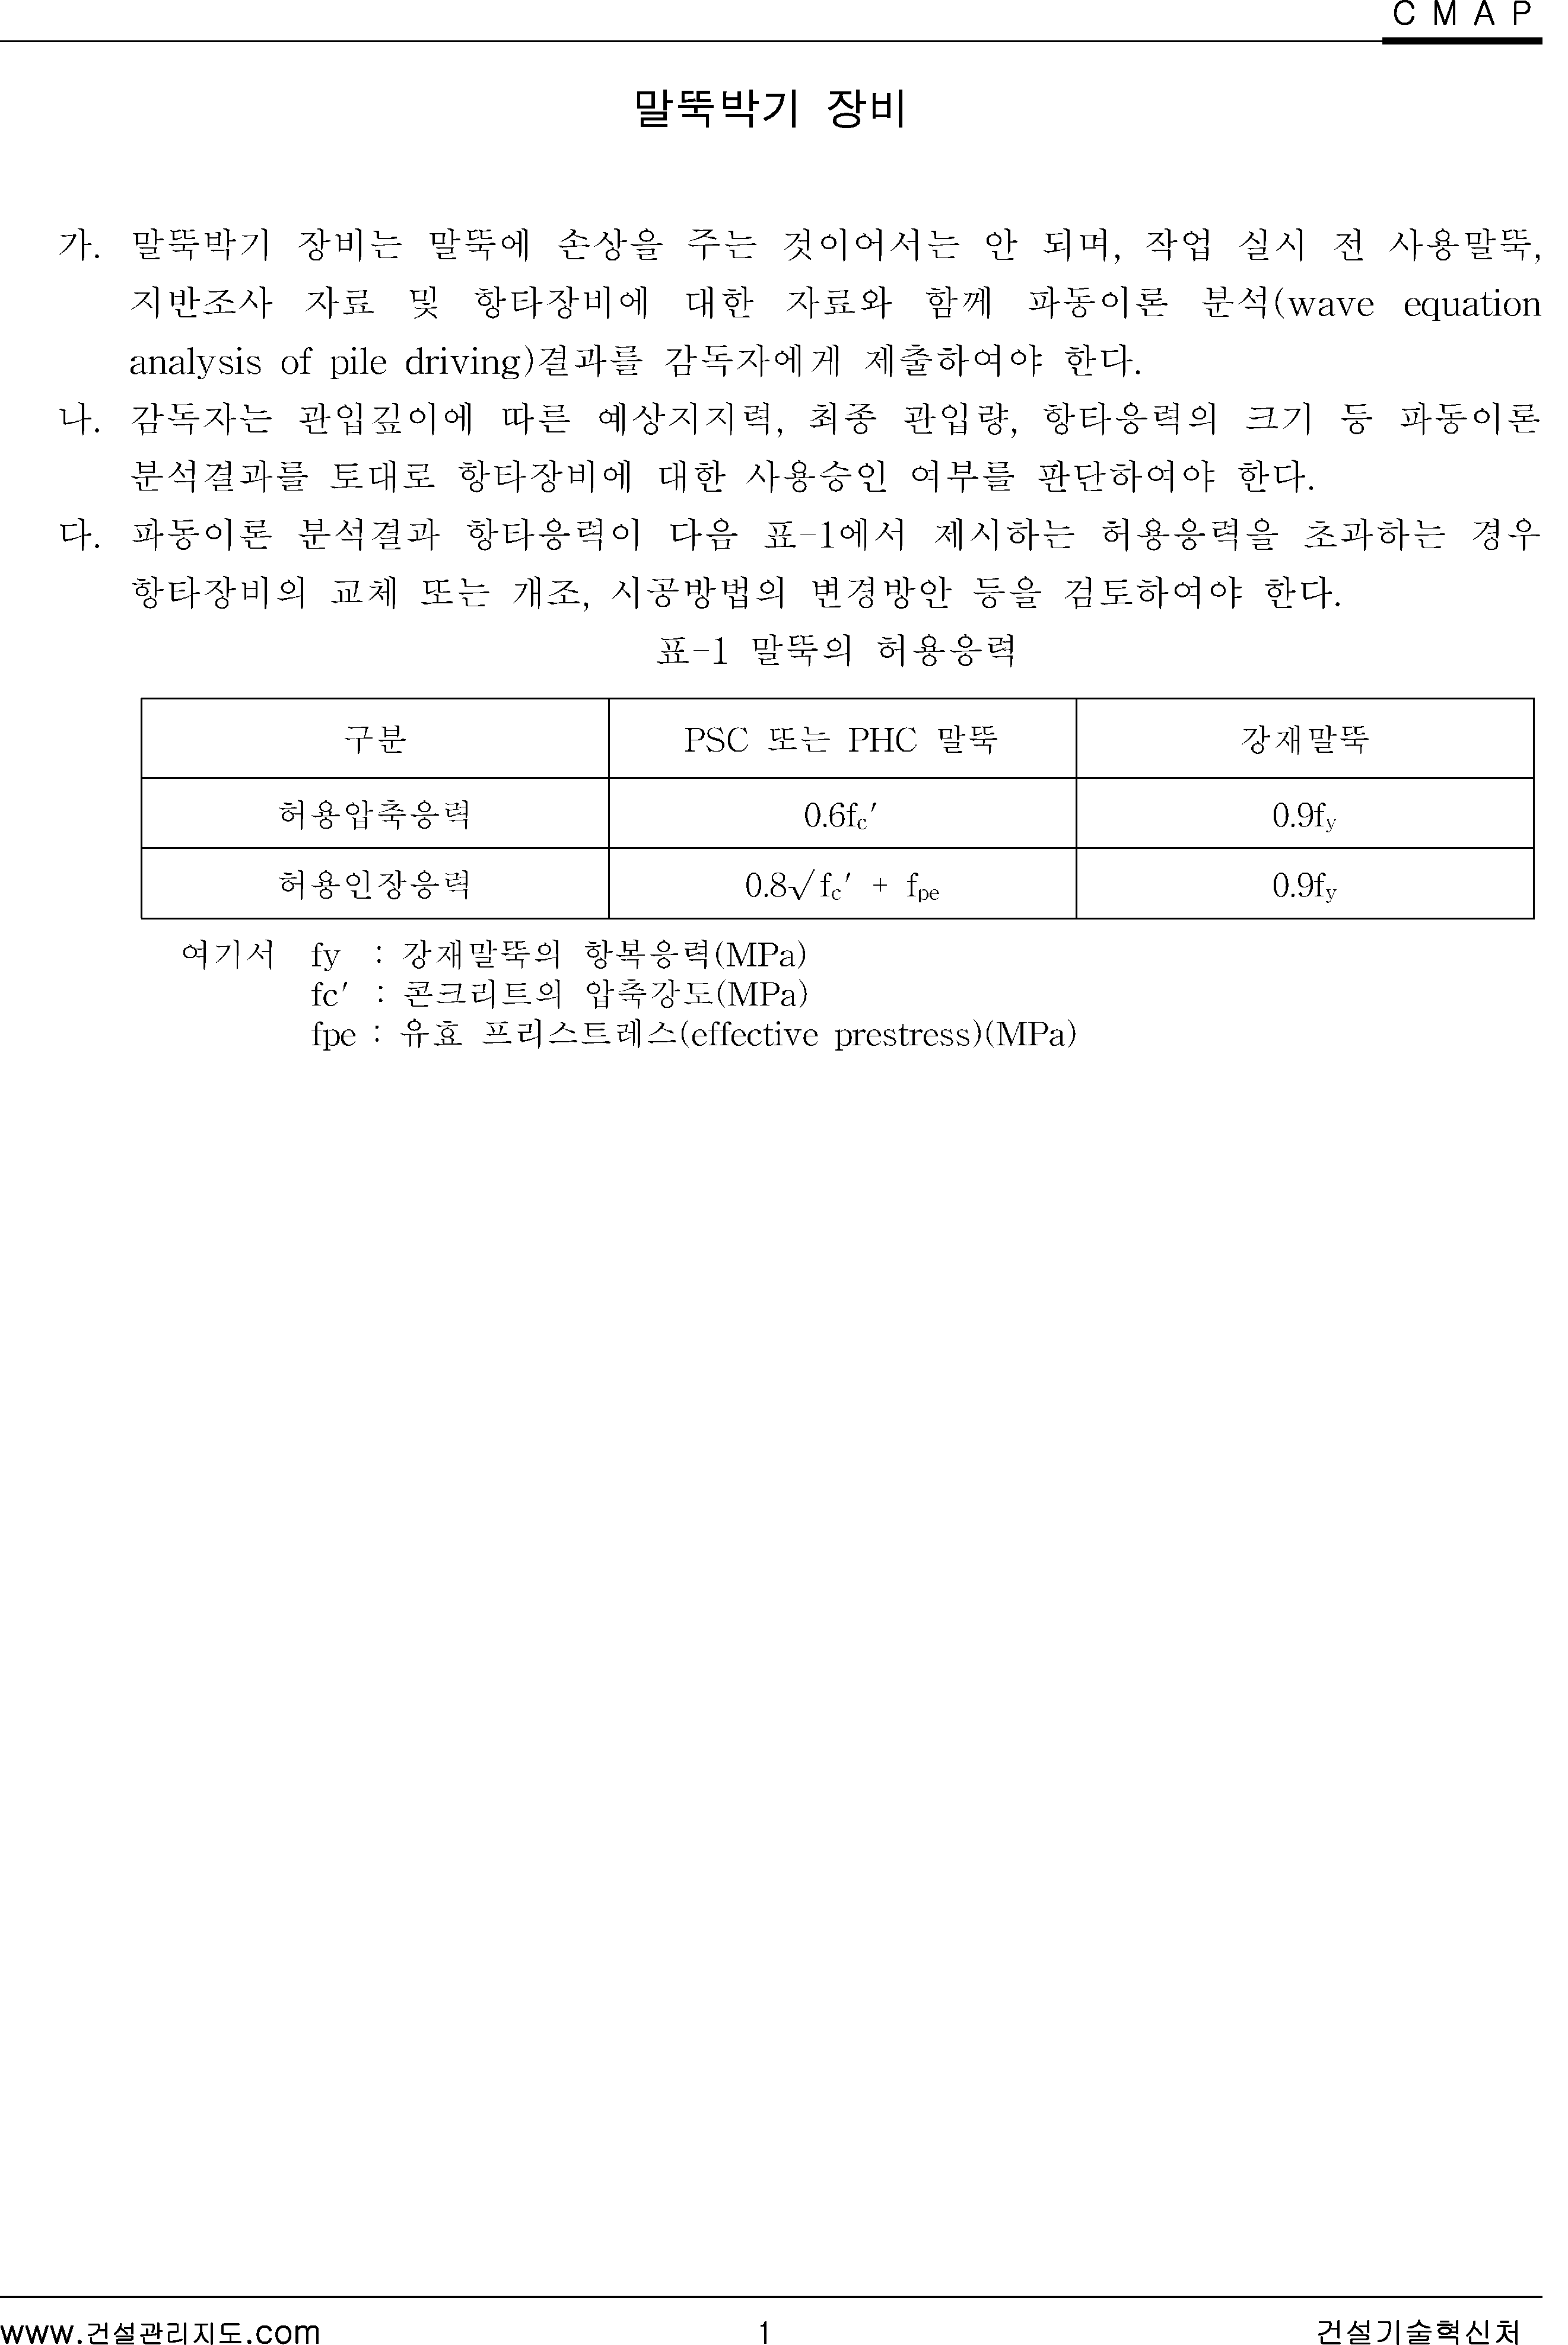 C M A P
말뚝박기 장비
가. 말뚝박기 장비는 말뚝에 손상을 주는 것이어서는 안 되며, 작업 실시 전 사용말뚝,
지반조사 자료 및 항타장비에 대한 자료와 함께 파동이론 분석(wave equation
analysis of pile driving)결과를 감독자에게 제출하여야 한다.
나. 감독자는 관입깊이에 따른 예상지지력, 최종 관입량, 항타응력의 크기 등 파동이론
분석결과를 토대로 항타장비에 대한 사용승인 여부를 판단하여야 한다.
다. 파동이론 분석결과 항타응력이 다음 표-1에서 제시하는 허용응력을 초과하는 경우
항타장비의 교체 또는 개조, 시공방법의 변경방안 등을 검토하여야 한다.
표-1 말뚝의 허용응력
구분 PSC 또는 PHC 말뚝 강재말뚝
허용압축응력 0.6fc′ 0.9fy
허용인장응력 0.8√fc′ + fpe 0.9fy
여기서 fy : 강재말뚝의 항복응력(MPa)
fc′ : 콘크리트의 압축강도(MPa)
fpe : 유효 프리스트레스(effective prestress)(MPa)
www.건설관리지도.com 1 건설기술혁신처